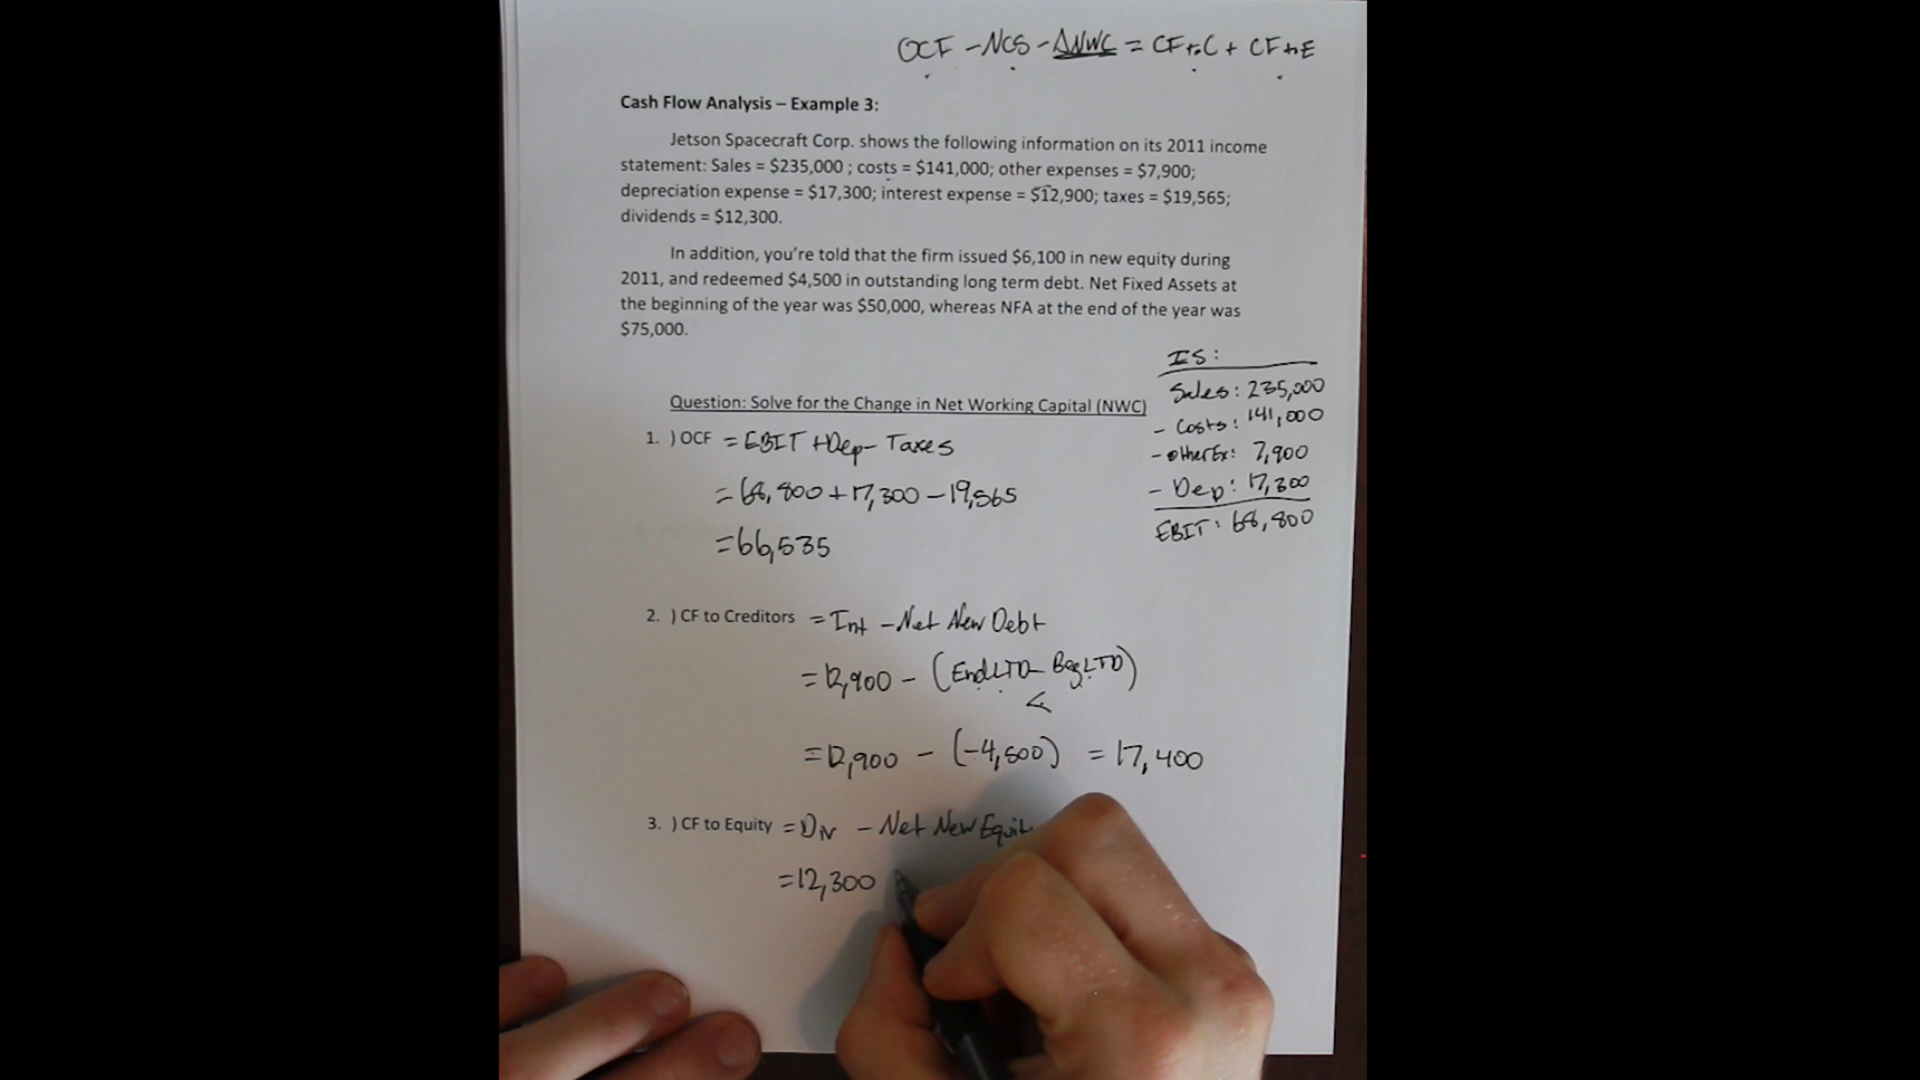 OCF - NCS - ΔNWC = CF to C + CF to E
Cash Flow Analysis – Example 3:
Jetson Spacecraft Corp. shows the following information on its 2011 income
statement: Sales = $235,000 ; costs = $141,000; other expenses = $7,900;
depreciation expense = $17,300; interest expense = $12,900; taxes = $19,565;
dividends = $12,300.
In addition, you're told that the firm issued $6,100 in new equity during
2011, and redeemed $4,500 in outstanding long term debt. Net Fixed Assets at
the beginning of the year was $50,000, whereas NFA at the end of the year was
$75,000.
IS:
Sales: 235,000
- Costs: 141,000
- other Ex: 7,900
- Dep: 17,300
EBIT: 68,800
Question: Solve for the Change in Net Working Capital (NWC)
1. ) OCF = EBIT + Dep - Taxes
= 68,800 + 17,300 - 19,565
= 66,535
2. ) CF to Creditors = Int - Net New Debt
= 12,900 - (End LTD - Beg LTD)
<
= 12,900 - (-4,500) = 17,400
3. ) CF to Equity = Div - Net New
= 12,300